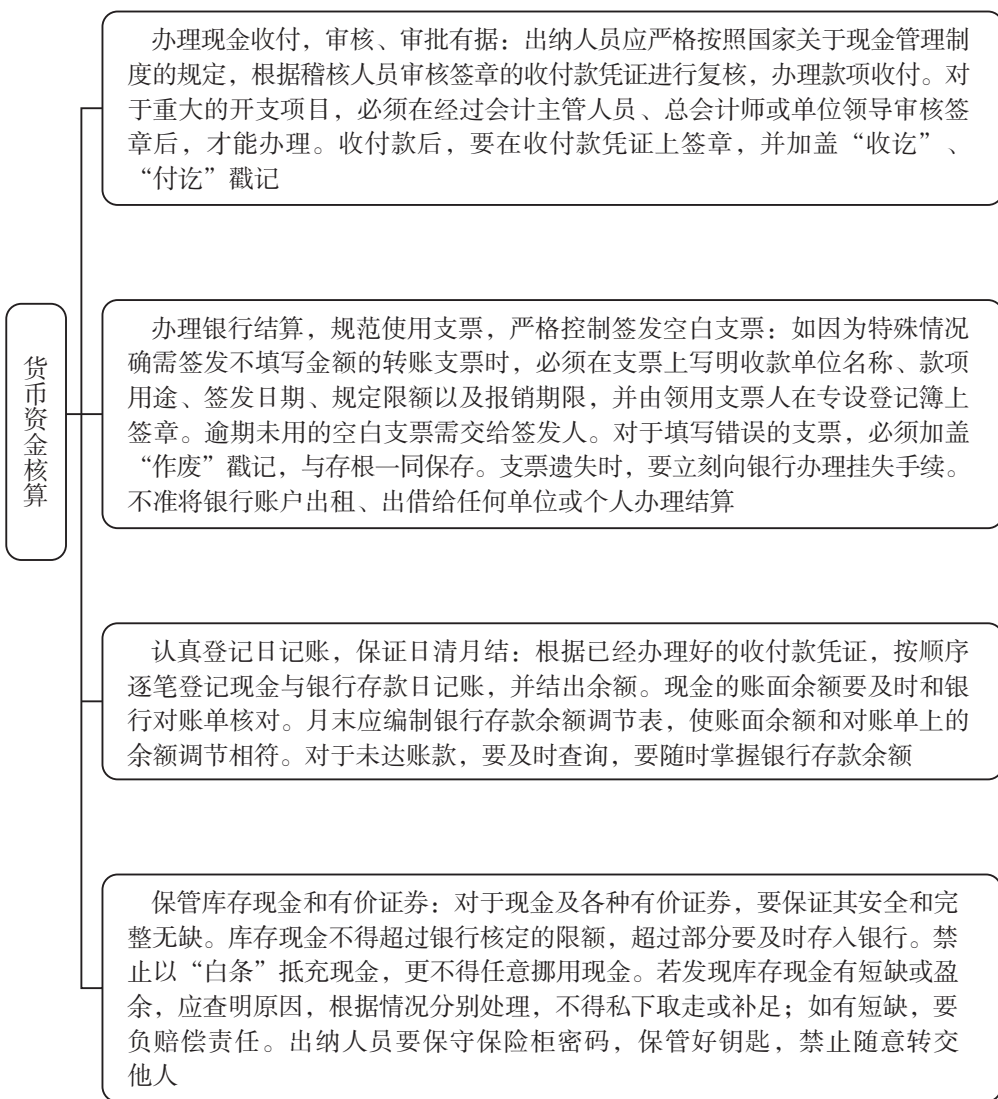 办理现金收付，审核、审批有据：出纳人员应严格按照国家关于现金管理制
度的规定，根据稽核人员审核签章的收付款凭证进行复核，办理款项收付。对
于重大的开支项目，必须在经过会计主管人员、总会计师或单位领导审核签
章后，才能办理。收付款后，要在收付款凭证上签章，并加盖“收讫”、
“付讫”戳记
货币资金核算
办理银行结算，规范使用支票，严格控制签发空白支票：如因为特殊情况
确需签发不填写金额的转账支票时，必须在支票上写明收款单位名称、款项
用途、签发日期、规定限额以及报销期限，并由领用支票人在专设登记簿上
签章。逾期未用的空白支票需交给签发人。对于填写错误的支票，必须加盖
“作废”戳记，与存根一同保存。支票遗失时，要立刻向银行办理挂失手续。
不准将银行账户出租、出借给任何单位或个人办理结算
认真登记日记账，保证日清月结：根据已经办理好的收付款凭证，按顺序
逐笔登记现金与银行存款日记账，并结出余额。现金的账面余额要及时和银
行对账单核对。月末应编制银行存款余额调节表，使账面余额和对账单上的
余额调节相符。对于未达账款，要及时查询，要随时掌握银行存款余额
保管库存现金和有价证券：对于现金及各种有价证券，要保证其安全和完
整无缺。库存现金不得超过银行核定的限额，超过部分要及时存入银行。禁
止以“白条”抵充现金，更不得任意挪用现金。若发现库存现金有短缺或盈
余，应查明原因，根据情况分别处理，不得私下取走或补足；如有短缺，要
负赔偿责任。出纳人员要保守保险柜密码，保管好钥匙，禁止随意转交
他人